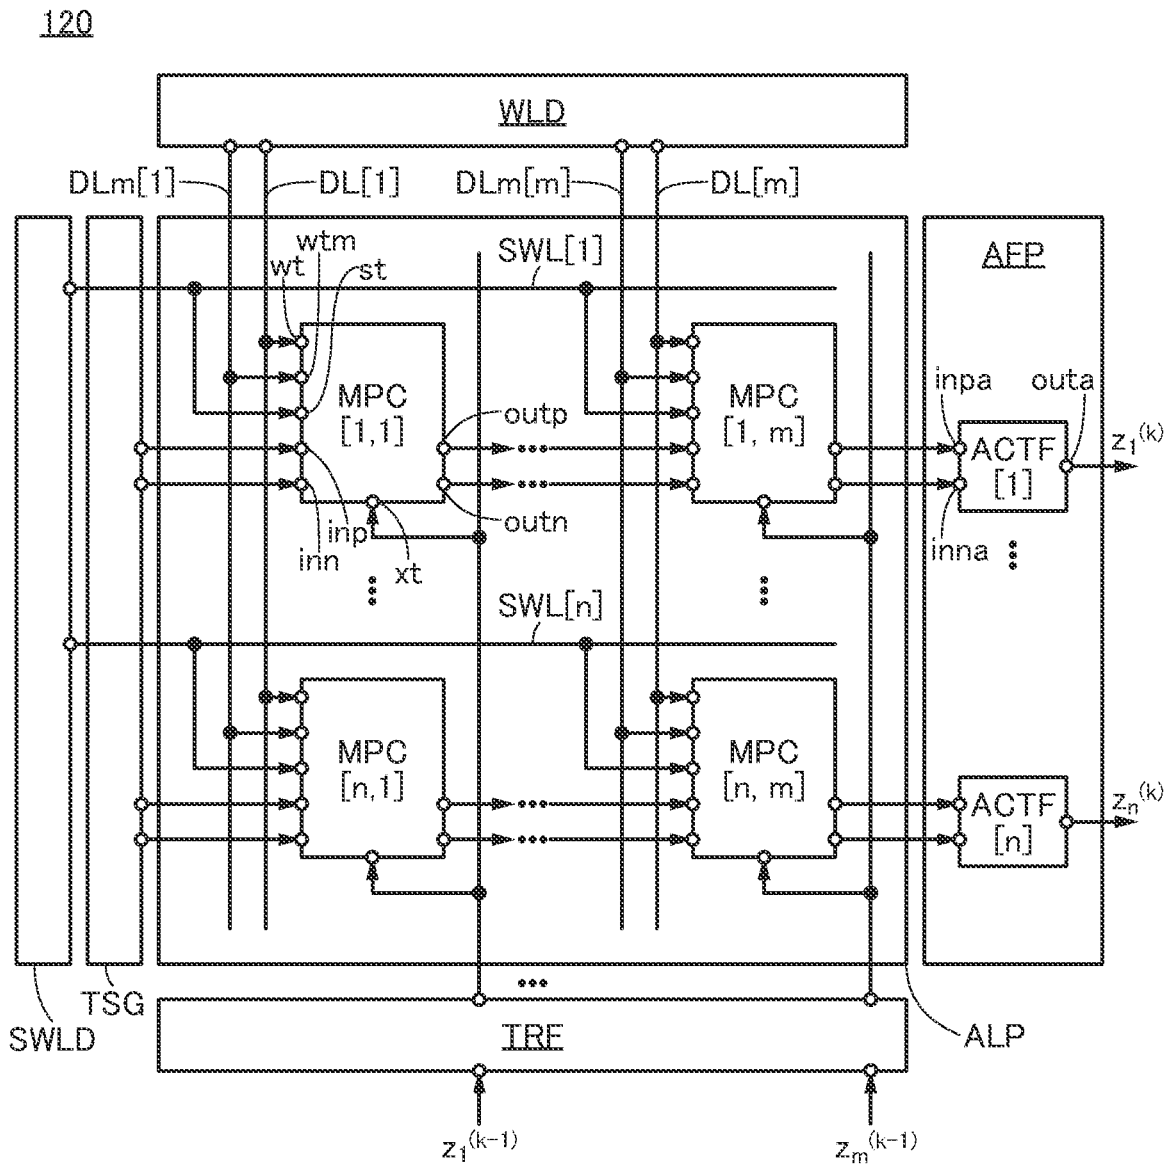 120
WLD
DLm[1] DL[1] DLm[m] DL[m]
wtm SWL[1] AFP
wt st
MPC
[1,1]
MPC
[1, m]
inpa outa
outp
ACTF
[1]
z1(k)
outn
inna
inp
inn xt
SWL[n]
MPC
[n,1]
MPC
[n, m]
ACTF
[n]
zn(k)
TSG
SWLD
TRF
ALP
z1(k-1) zm(k-1)